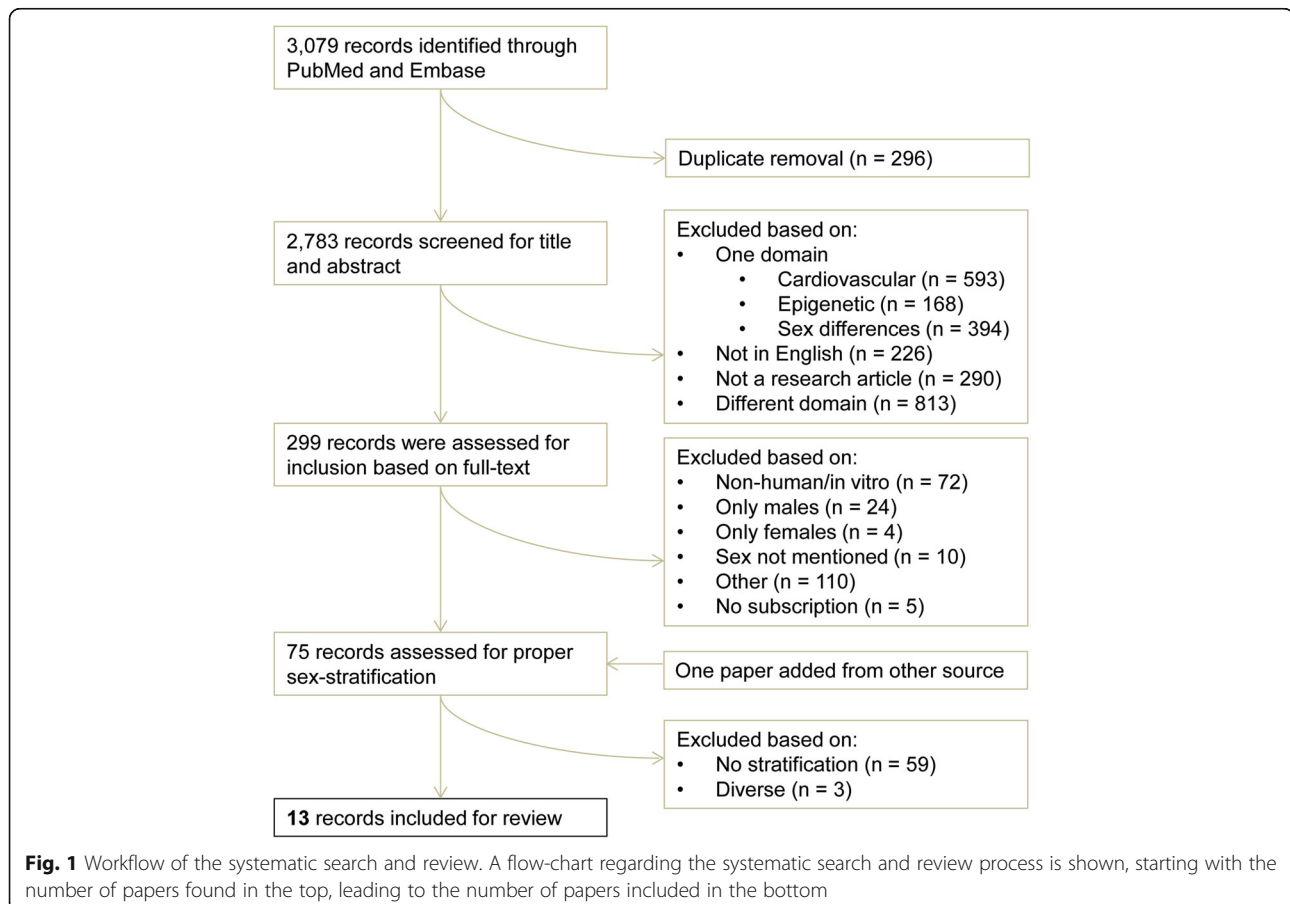 3,079 records identified through
PubMed and Embase
Duplicate removal (n = 296)
2,783 records screened for title
and abstract
Excluded based on:
• One domain
• Cardiovascular (n = 593)
• Epigenetic (n = 168)
• Sex differences (n = 394)
• Not in English (n = 226)
• Not a research article (n = 290)
• Different domain (n = 813)
299 records were assessed for
inclusion based on full-text
Excluded based on:
• Non-human/in vitro (n = 72)
• Only males (n = 24)
• Only females (n = 4)
• Sex not mentioned (n = 10)
• Other (n = 110)
• No subscription (n = 5)
75 records assessed for proper
sex-stratification
One paper added from other source
Excluded based on:
• No stratification (n = 59)
• Diverse (n = 3)
13 records included for review
Fig. 1 Workflow of the systematic search and review. A flow-chart regarding the systematic search and review process is shown, starting with the
number of papers found in the top, leading to the number of papers included in the bottom